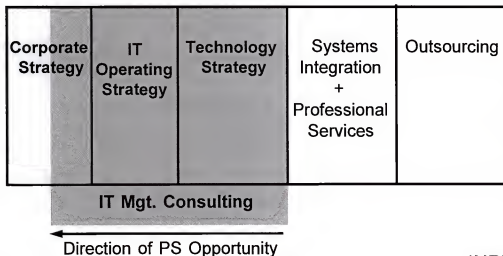 Corporate
Strategy
IT
Operating
Strategy
Technology
Strategy
Systems
Integration
+
Professional
Services
Outsourcing
IT Mgt. Consulting
Direction of PS Opportunity